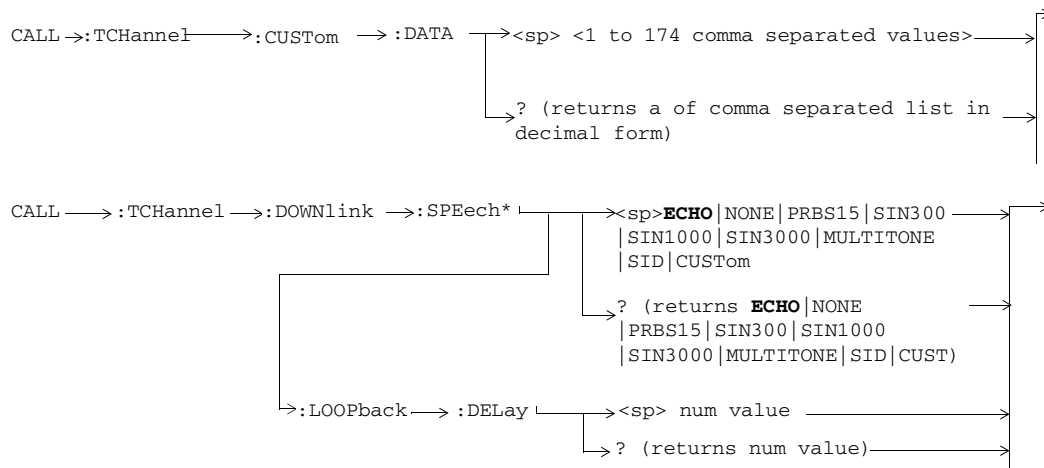 CALL :TCHannel :CUSTom :DATA <sp> <1 to 174 comma separated values>
? (returns a of comma separated list in
decimal form)
CALL :TCHannel :DOWNlink :SPEech* <sp>ECHO|NONE|PRBS15|SIN300
|SIN1000|SIN3000|MULTITONE
|SID|CUSTom
? (returns ECHO|NONE
|PRBS15|SIN300|SIN1000
|SIN3000|MULTITONE|SID|CUST)
:LOOPback :DELay <sp> num value
? (returns num value)